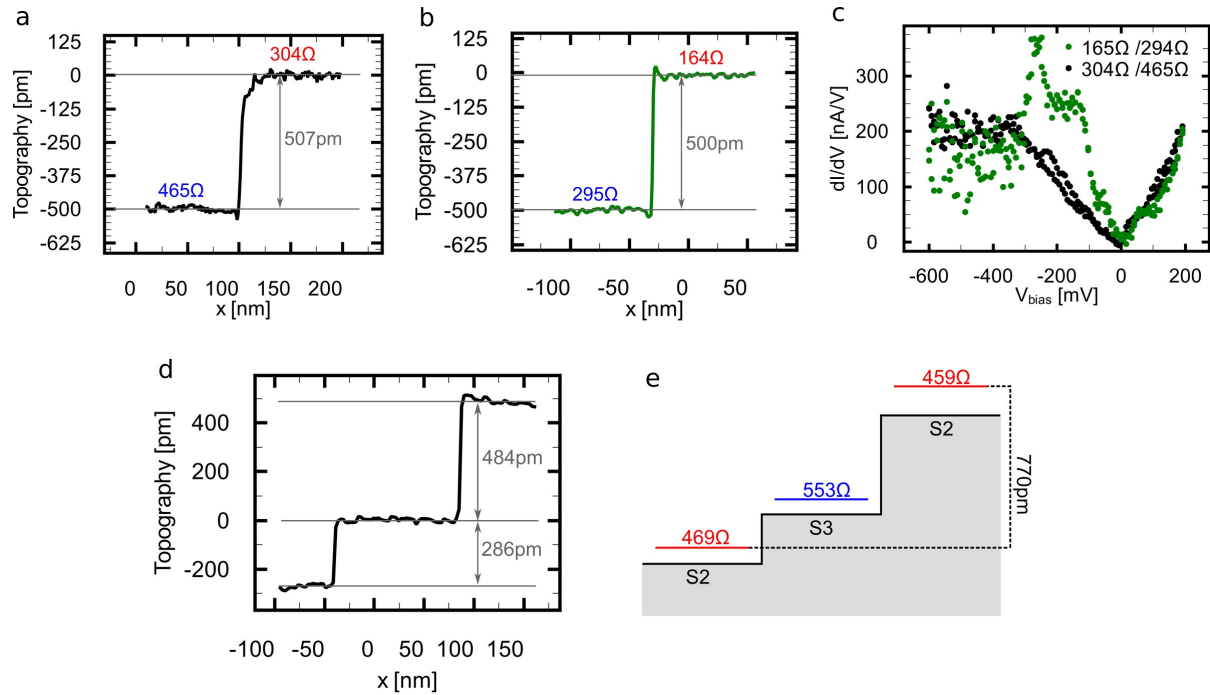 a
125
0
-125
-250
-375
-500
-625
Topography [pm]
304Ω
507pm
465Ω
0 50 100 150 200
x [nm]
b
125
0
-125
-250
-375
-500
-625
Topography [pm]
164Ω
500pm
295Ω
-100 -50 0 50
x [nm]
c
300
200
100
0
dI/dV [nA/V]
165Ω /294Ω
304Ω /465Ω
-600 -400 -200 0 200
Vbias [mV]
d
400
200
0
-200
Topography [pm]
484pm
286pm
-100 -50 0 50 100 150
x [nm]
e
459Ω
S2
553Ω
S3
469Ω
S2
770pm